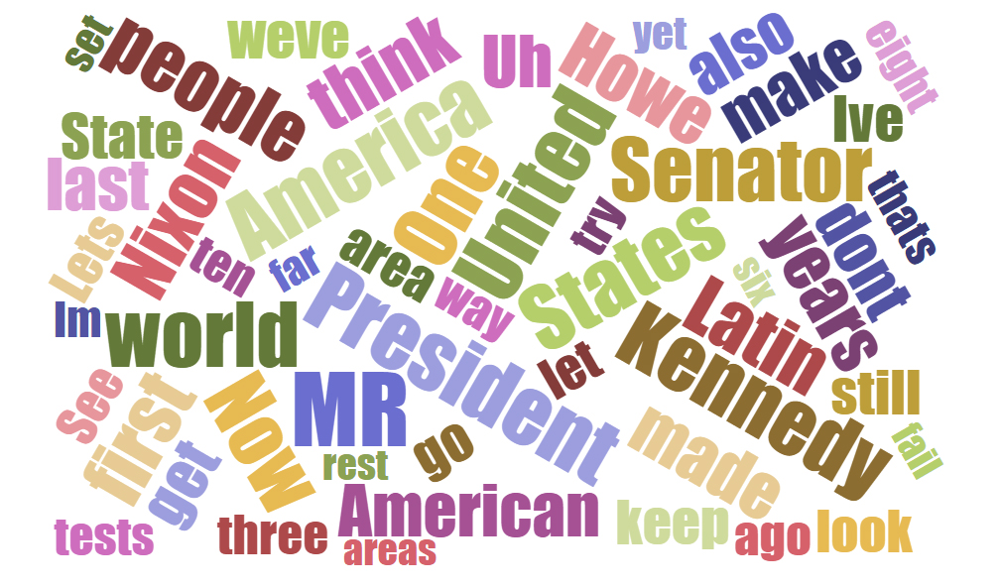 set
people
weve
think
Uh
Howe
yet
also
make
eight
Ive
State
last
Nixon
America
One
United
Senator
thats
Lets
ten
far
area
way
try
States
six
years
dont
Im
world
President
let
Latin
Kennedy
still
See
first
get
Now
MR
rest
go
made
fail
tests
three
American
areas
keep
ago
look